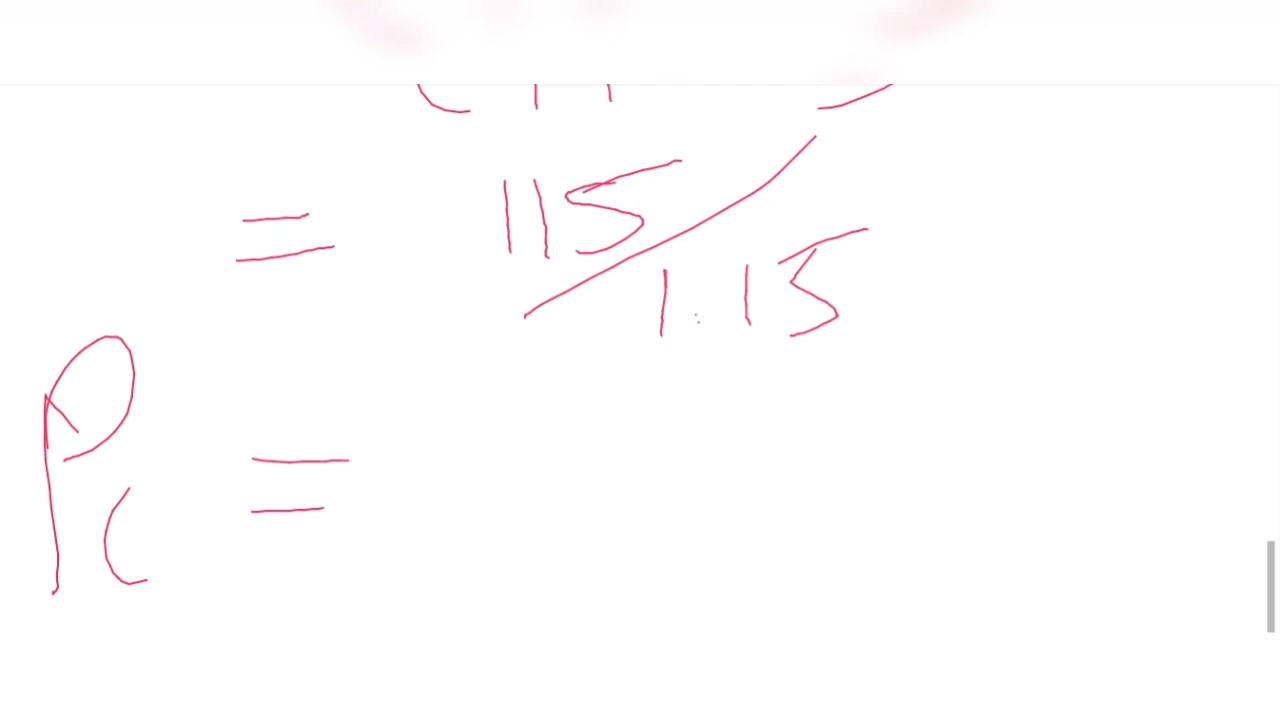 = 115/1.15
Pc =